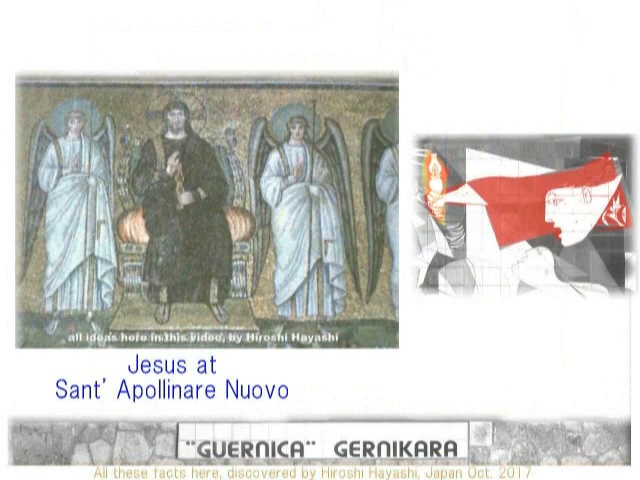 all ideas here in this video, by Hiroshi Hayashi
Jesus at
Sant' Apollinare Nuovo
"GUERNICA" GERNIKARA
All these facts here, discovered by Hiroshi Hayashi, Japan Oct. 2017